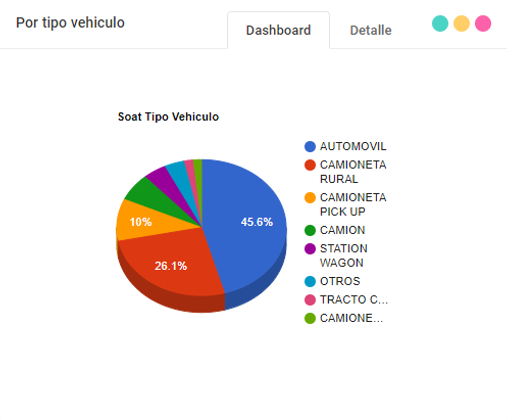 Por tipo vehiculo
Dashboard
Detalle
Soat Tipo Vehiculo
45.6%
26.1%
10%
AUTOMOVIL
CAMIONETA
RURAL
CAMIONETA
PICK UP
CAMION
STATION
WAGON
OTROS
TRACTO C...
CAMIONE...